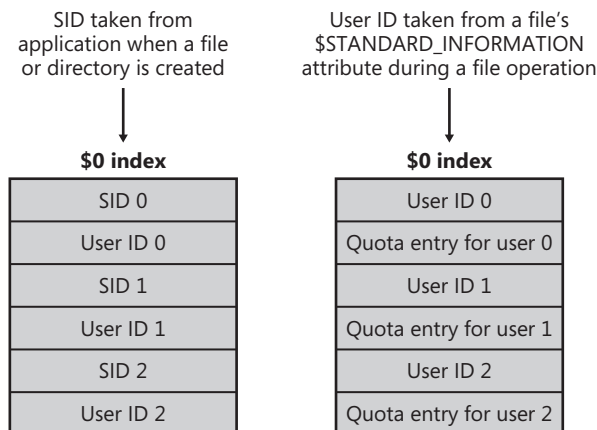 SID taken from
application when a file
or directory is created
$0 index
SID 0
User ID 0
SID 1
User ID 1
SID 2
User ID 2
User ID taken from a file's
$STANDARD_INFORMATION
attribute during a file operation
$0 index
User ID 0
Quota entry for user 0
User ID 1
Quota entry for user 1
User ID 2
Quota entry for user 2